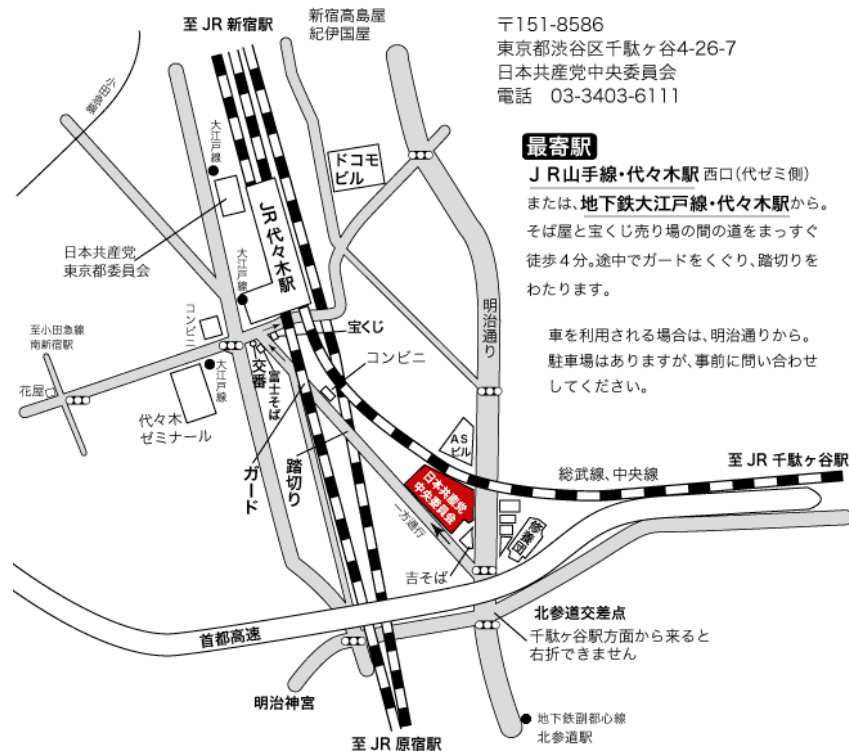 至JR新宿駅
新宿高島屋
紀伊国屋
〒151-8586
東京都渋谷区千駄ヶ谷4-26-7
日本共産党中央委員会
電話　03-3403-6111
小田急線
大江戸線
ドコモ
ビル
最寄駅
ＪＲ山手線・代々木駅 西口（代ゼミ側）
または、地下鉄大江戸線・代々木駅から。
そば屋と宝くじ売り場の間の道をまっすぐ
徒歩４分。途中でガードをくぐり、踏切りを
わたります。
JR代々木駅
日本共産党
東京都委員会
大江戸線
明治通り
コンビニ
宝くじ
至小田急線
南新宿駅
車を利用される場合は、明治通りから。
駐車場はありますが、事前に問い合わせ
してください。
コンビニ
交番
富士そば
大江戸線
花屋
代々木
ゼミナール
ガード
踏切り
AS
ビル
総武線、中央線
至JR千駄ヶ谷駅
日本共産党
中央委員会
一方通行
修養団
吉そば
首都高速
北参道交差点
千駄ヶ谷駅方面から来ると
右折できません
明治神宮
地下鉄副都心線
北参道駅
至JR原宿駅